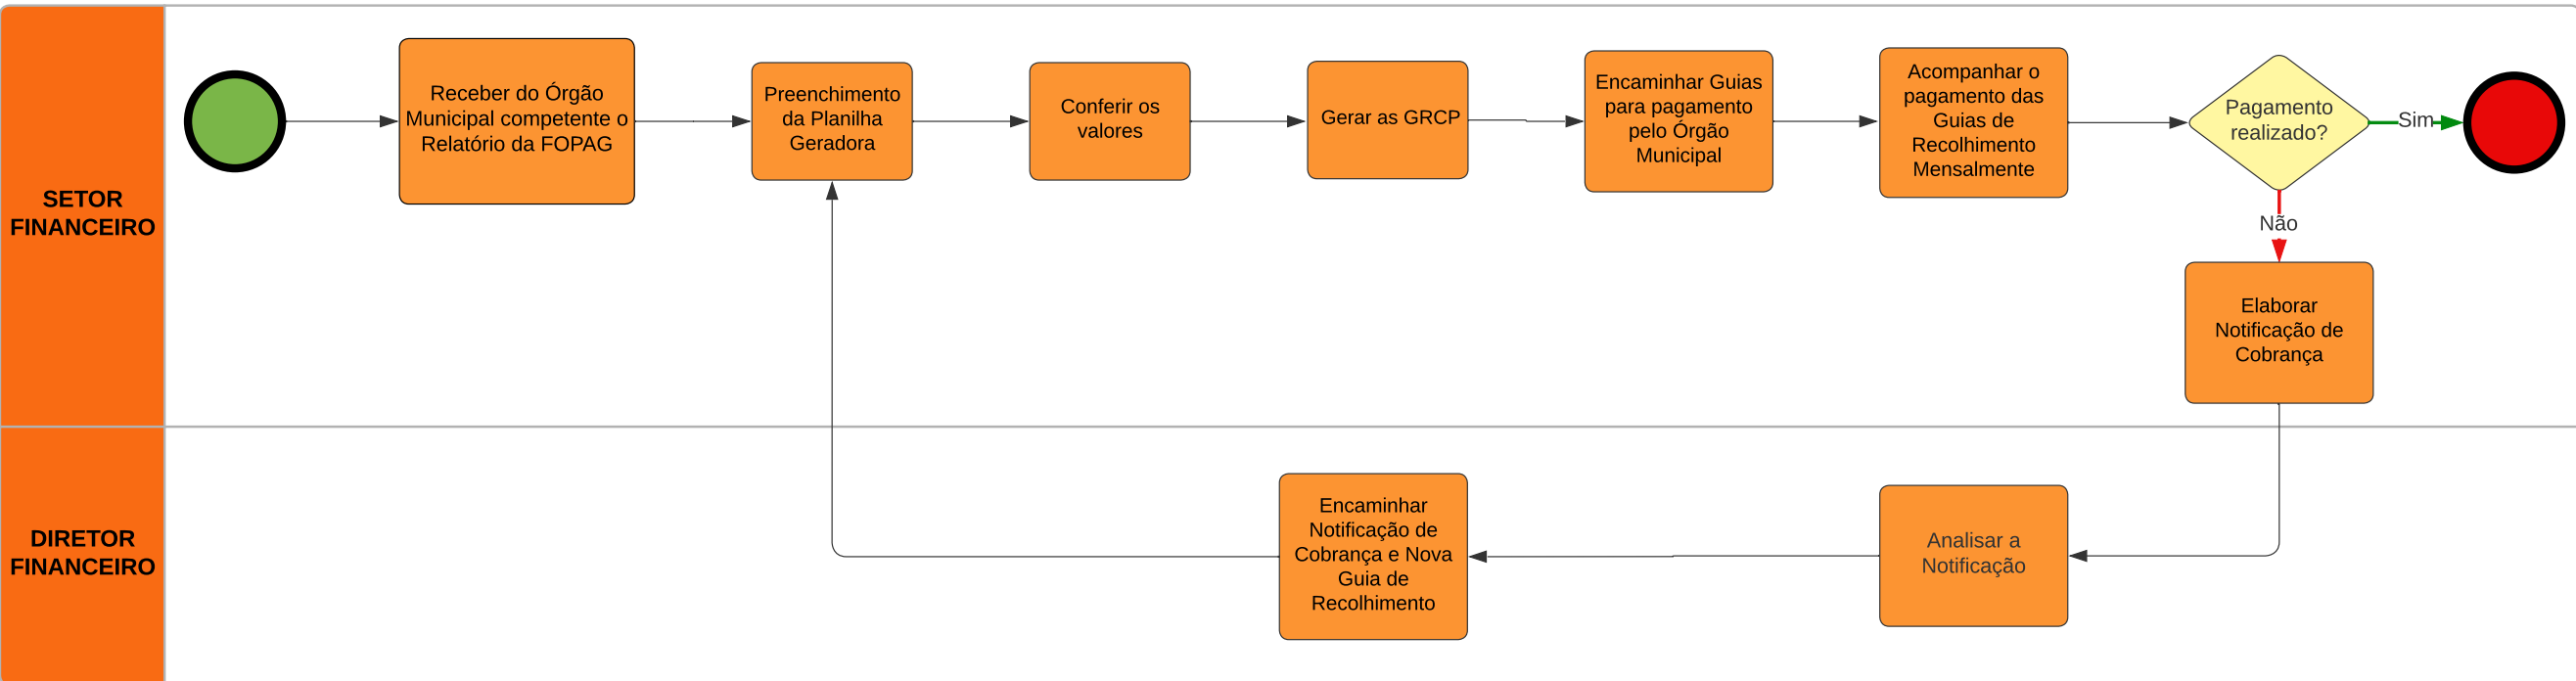 SETOR
FINANCEIRO
Receber do Órgão
Municipal competente o
Relatório da FOPAG
Preenchimento
da Planilha
Geradora
Conferir os
valores
Gerar as GRCP
Encaminhar Guias
para pagamento
pelo Órgão
Municipal
Acompanhar o
pagamento das
Guias de
Recolhimento
Mensalmente
Pagamento
realizado?
Sim
Não
Elaborar
Notificação de
Cobrança
DIRETOR
FINANCEIRO
Encaminhar
Notificação de
Cobrança e Nova
Guia de
Recolhimento
Analisar a
Notificação